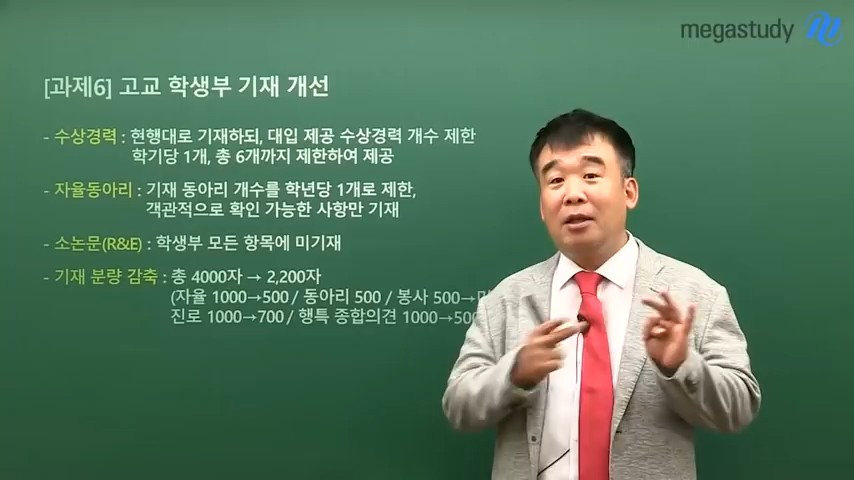 megastudy
[과제6] 고교 학생부 기재 개선
- 수상경력 : 현행대로 기재하되, 대입 제공 수상경력 개수 제한
학기당 1개, 총 6개까지 제한하여 제공
- 자율동아리 : 기재 동아리 개수를 학년당 1개로 제한,
객관적으로 확인 가능한 사항만 기재
- 소논문(R&E) : 학생부 모든 항목에 미기재
- 기재 분량 감축 : 총 4000자 → 2,200자
(자율 1000→500 / 동아리 500 / 봉사 500→
진로 1000→700 / 행특 종합의견 1000→500